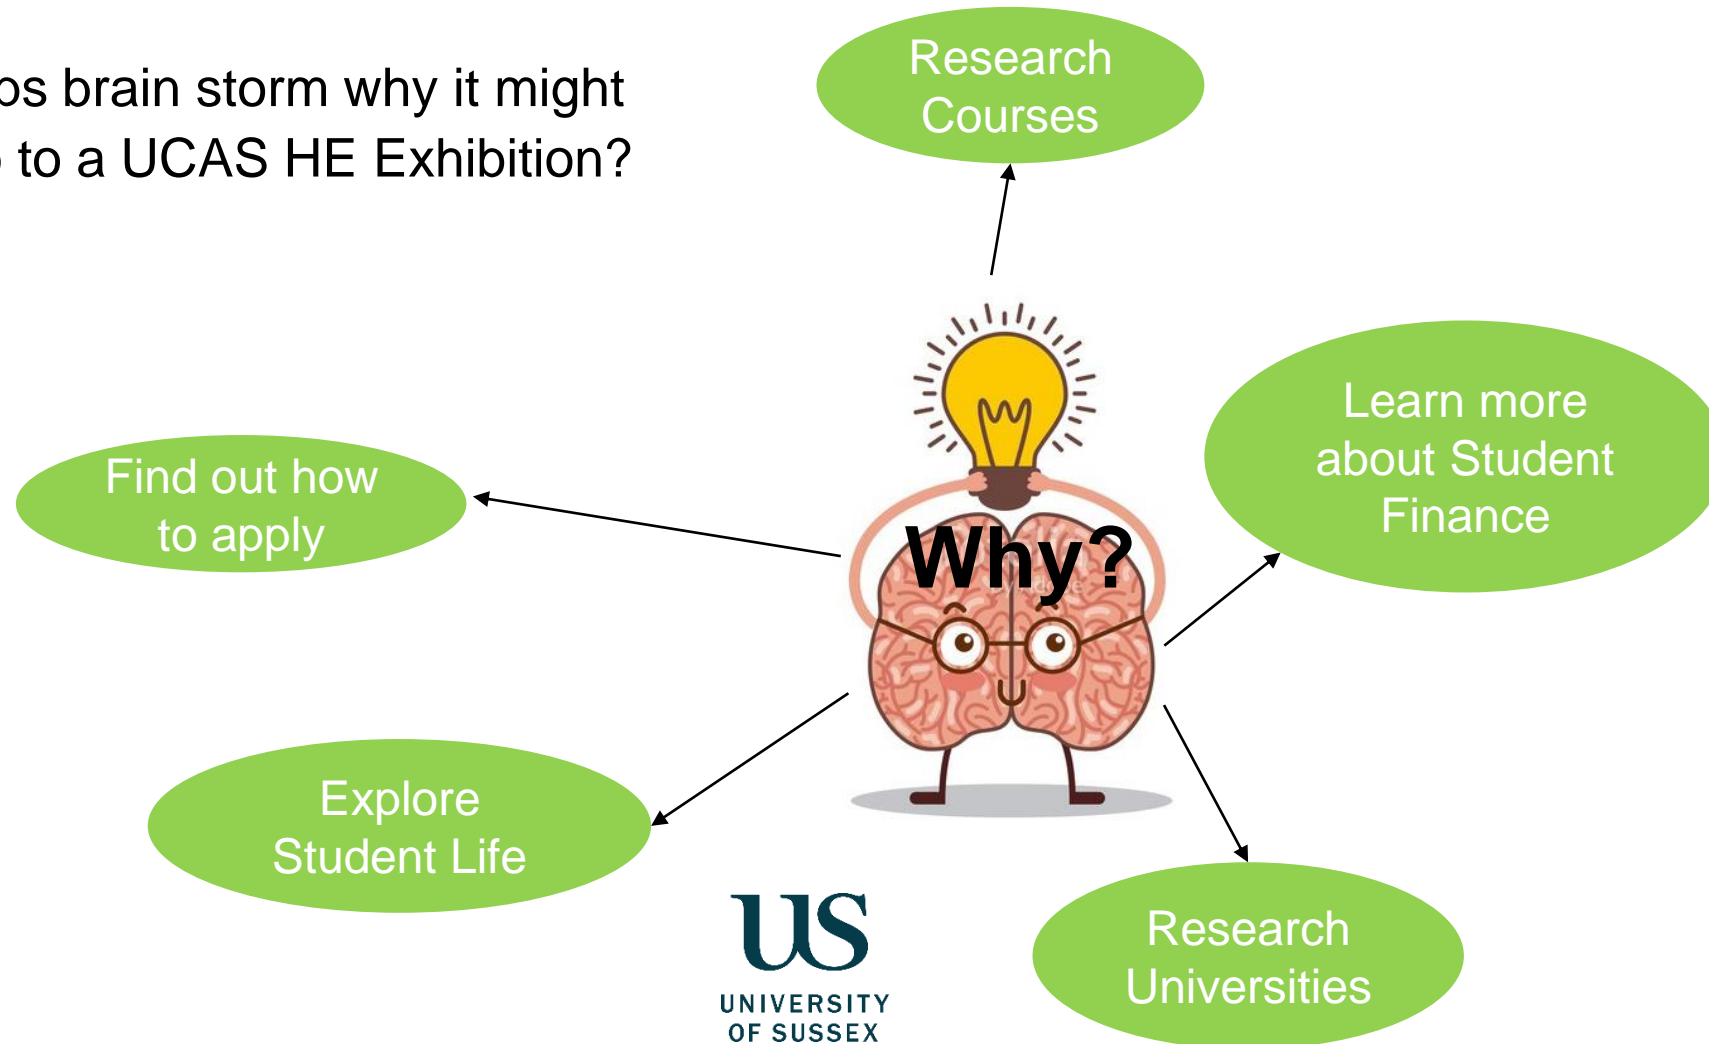 brain storm why it might
to a UCAS HE Exhibition?
Research
Courses
Learn more
about Student
Finance
Find out how
to apply
Why?
Explore
Student Life
Research
Universities
US
UNIVERSITY
OF SUSSEX